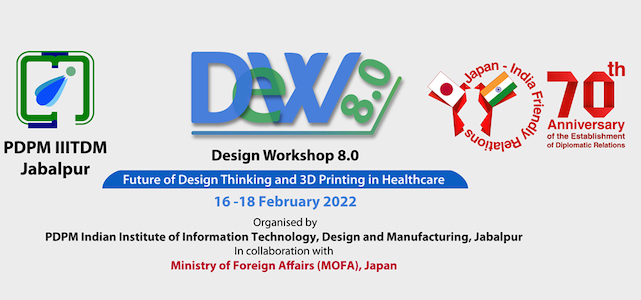 PDPM IIITDM
Jabalpur
DeW 8.0
Design Workshop 8.0
Future of Design Thinking and 3D Printing in Healthcare
16 -18 February 2022
Organised by
PDPM Indian Institute of Information Technology, Design and Manufacturing, Jabalpur
In collaboration with
Ministry of Foreign Affairs (MOFA), Japan
Japan - India Friendly Relations
70th
Anniversary
of the Establishment
of Diplomatic Relations